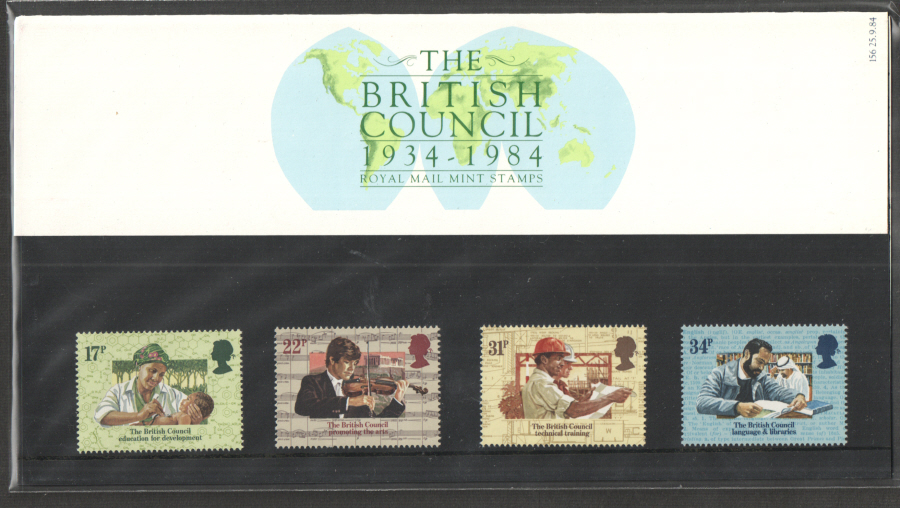 THE
BRITISH
COUNCIL
1934-1984
ROYAL MAIL MINT STAMPS
156 25.9.84
17P
The British Council
education for development
22P
The British Council
promoting the arts
31P
The British Council
technical training
34P
The British Council
language & libraries